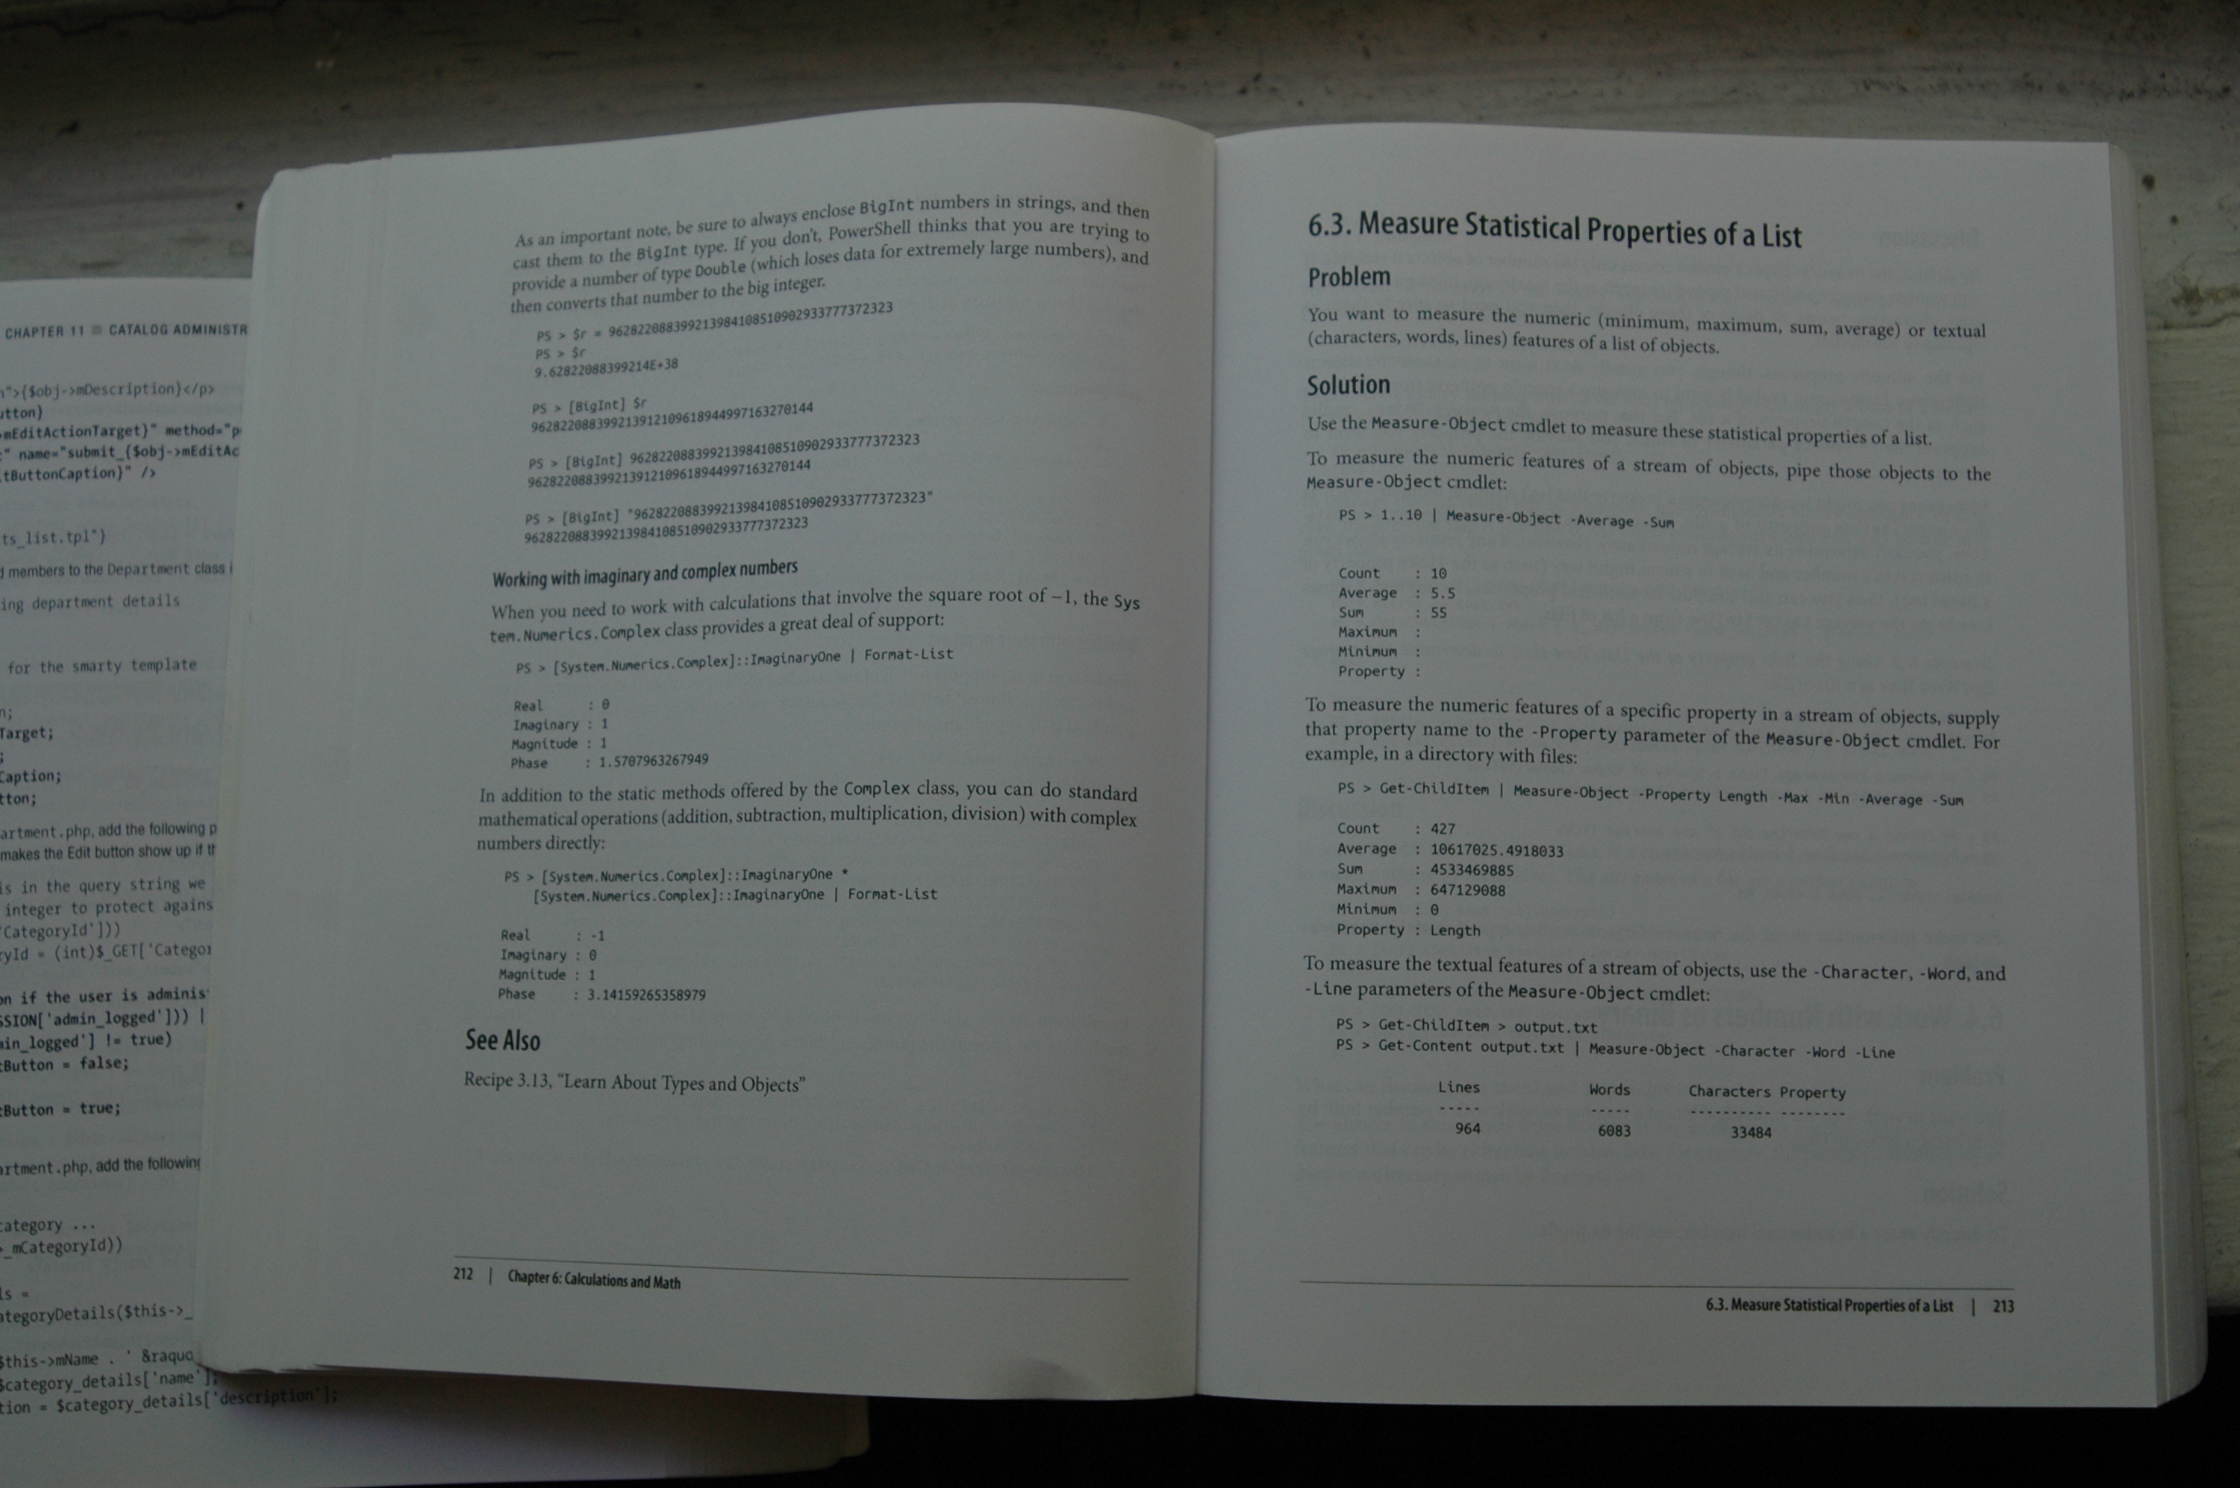 CHAPTER 11 ■ CATALOG ADMINISTR
">{$obj->mDescription}</p>
utton}
mEditActionTarget}" method="p
" name="submit_{$obj->mEditAc
tButtonCaption}" />
ts_list.tpl"}
d members to the Department class i
ing department details
for the smarty template
n;
Target;
;
Caption;
tton;
artment.php, add the following p
makes the Edit button show up if th
is in the query string we
integer to protect agains
'CategoryId']))
ryId = (int)$_GET['Categor
on if the user is adminis
SSION['admin_logged'])) |
min_logged'] != true)
tButton = false;
tButton = true;
artment.php, add the following
category ...
_mCategoryId))
ls =
ategoryDetails($this->_
$this->mName . ' &raquo
$category_details['name'];
tion = $category_details['description'];
As an important note, be sure to always enclose BigInt numbers in strings, and then
cast them to the BigInt type. If you don't, PowerShell thinks that you are trying to
provide a number of type Double (which loses data for extremely large numbers), and
then converts that number to the big integer.
PS > $r = 962822088399213984108510902933777372323
PS > $r
9.62822088399214E+38
PS > [BigInt] $r
962822088399213912109618944997163270144
PS > [BigInt] 962822088399213984108510902933777372323
962822088399213912109618944997163270144
PS > [BigInt] "962822088399213984108510902933777372323"
962822088399213984108510902933777372323
Working with imaginary and complex numbers
When you need to work with calculations that involve the square root of −1, the Sys
tem.Numerics.Complex class provides a great deal of support:
PS > [System.Numerics.Complex]::ImaginaryOne | Format-List
Real : 0
Imaginary : 1
Magnitude : 1
Phase : 1.5707963267949
In addition to the static methods offered by the Complex class, you can do standard
mathematical operations (addition, subtraction, multiplication, division) with complex
numbers directly:
PS > [System.Numerics.Complex]::ImaginaryOne *
[System.Numerics.Complex]::ImaginaryOne | Format-List
Real : -1
Imaginary : 0
Magnitude : 1
Phase : 3.14159265358979
See Also
Recipe 3.13, “Learn About Types and Objects”
212 | Chapter 6: Calculations and Math
6.3. Measure Statistical Properties of a List
Problem
You want to measure the numeric (minimum, maximum, sum, average) or textual
(characters, words, lines) features of a list of objects.
Solution
Use the Measure-Object cmdlet to measure these statistical properties of a list.
To measure the numeric features of a stream of objects, pipe those objects to the
Measure-Object cmdlet:
PS > 1..10 | Measure-Object -Average -Sum
Count : 10
Average : 5.5
Sum : 55
Maximum :
Minimum :
Property :
To measure the numeric features of a specific property in a stream of objects, supply
that property name to the -Property parameter of the Measure-Object cmdlet. For
example, in a directory with files:
PS > Get-ChildItem | Measure-Object -Property Length -Max -Min -Average -Sum
Count : 427
Average : 10617025.4918033
Sum : 4533469885
Maximum : 647129088
Minimum : 0
Property : Length
To measure the textual features of a stream of objects, use the -Character, -Word, and
-Line parameters of the Measure-Object cmdlet:
PS > Get-ChildItem > output.txt
PS > Get-Content output.txt | Measure-Object -Character -Word -Line
Lines Words Characters Property
----- ----- ---------- --------
964 6083 33484
6.3. Measure Statistical Properties of a List | 213